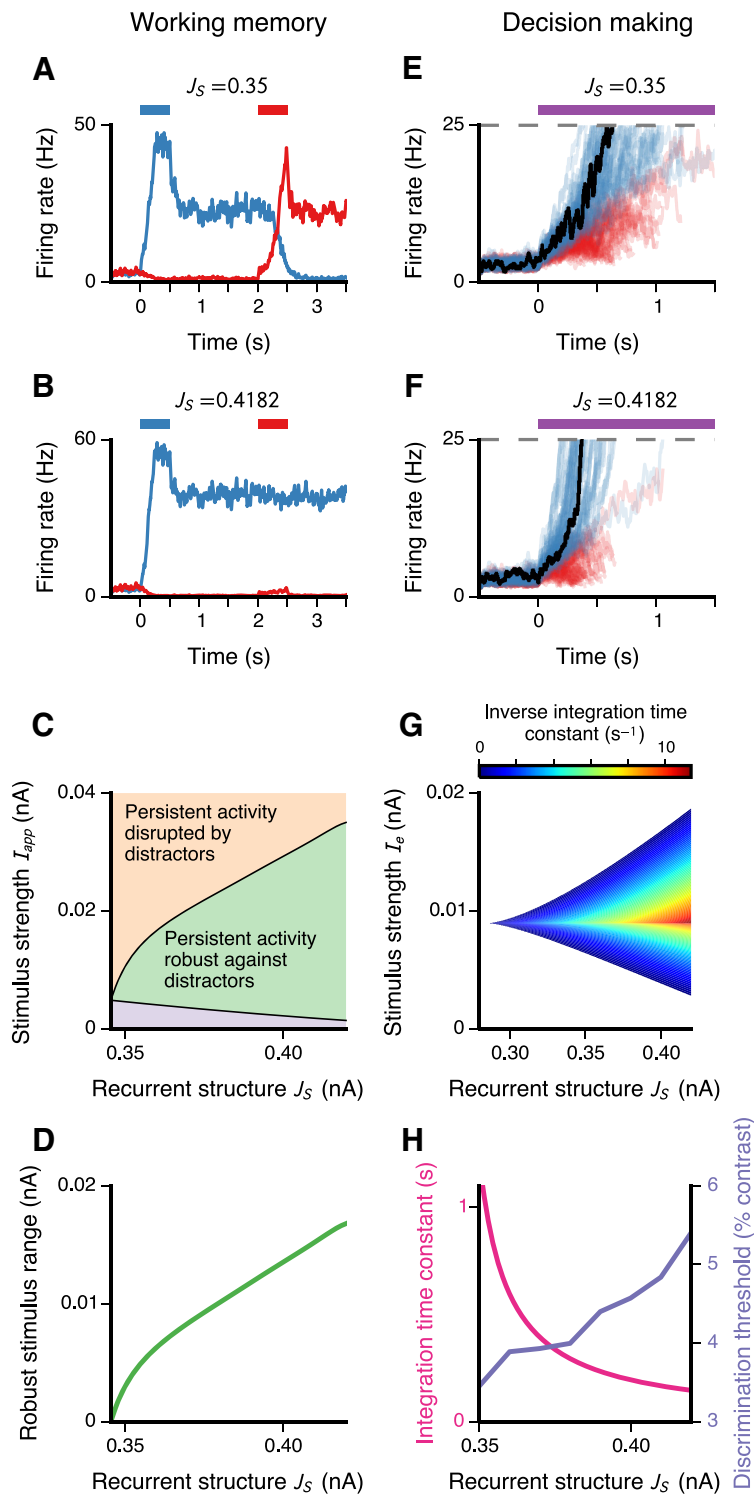 Working memory
Decision making
A
J_S =0.35
50
0
Firing rate (Hz)
0 1 2 3
Time (s)
E
J_S =0.35
25
0
Firing rate (Hz)
0 1
Time (s)
B
J_S =0.4182
60
0
Firing rate (Hz)
0 1 2 3
Time (s)
F
J_S =0.4182
25
0
Firing rate (Hz)
0 1
Time (s)
C
0.04
0.02
0
Stimulus strength I_app (nA)
Persistent activity
disrupted by
distractors
Persistent activity
robust against
distractors
0.35 0.40
Recurrent structure J_S (nA)
G
Inverse integration time
constant (s⁻¹)
0 5 10
0.02
0.01
0
Stimulus strength I_e (nA)
0.30 0.35 0.40
Recurrent structure J_S (nA)
D
0.02
0.01
0
Robust stimulus range (nA)
0.35 0.40
Recurrent structure J_S (nA)
H
1
0
Integration time constant (s)
6
5
4
3
Discrimination threshold (% contrast)
0.35 0.40
Recurrent structure J_S (nA)